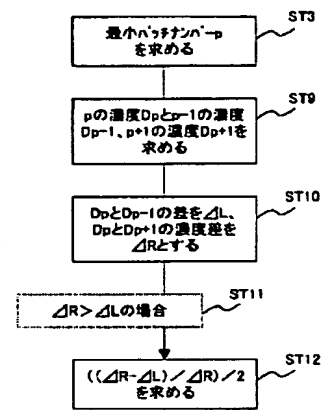 ST3
最小パッチナンバーp
を求める
ST9
pの濃度Dpとp-1の濃度
Dp-1、p+1の濃度Dp+1を
求める
ST10
DpとDp-1の差を⊿L、
DpとDp+1の濃度差を
⊿Rとする
ST11
⊿R>⊿Lの場合
ST12
((⊿R-⊿L)/⊿R)/2
を求める